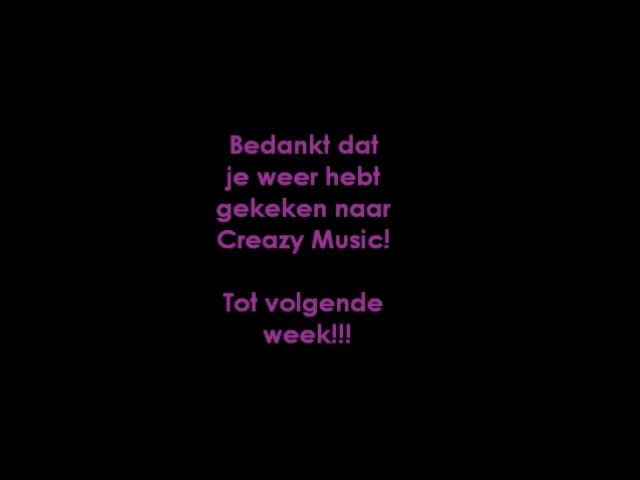 Bedankt dat
je weer hebt
gekeken naar
Creazy Music!
Tot volgende
week!!!